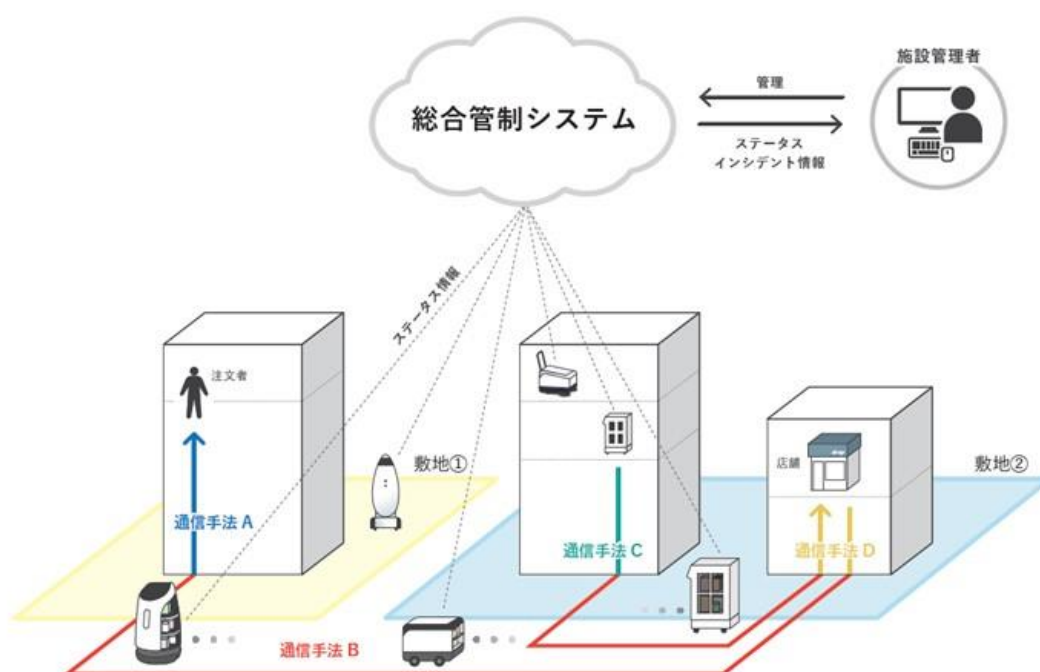 施設管理者
管理
総合管制システム
ステータス
インシデント情報
ステータス情報
注文者
敷地①
店舗
敷地②
通信手法 A
通信手法 C
通信手法 D
通信手法 B